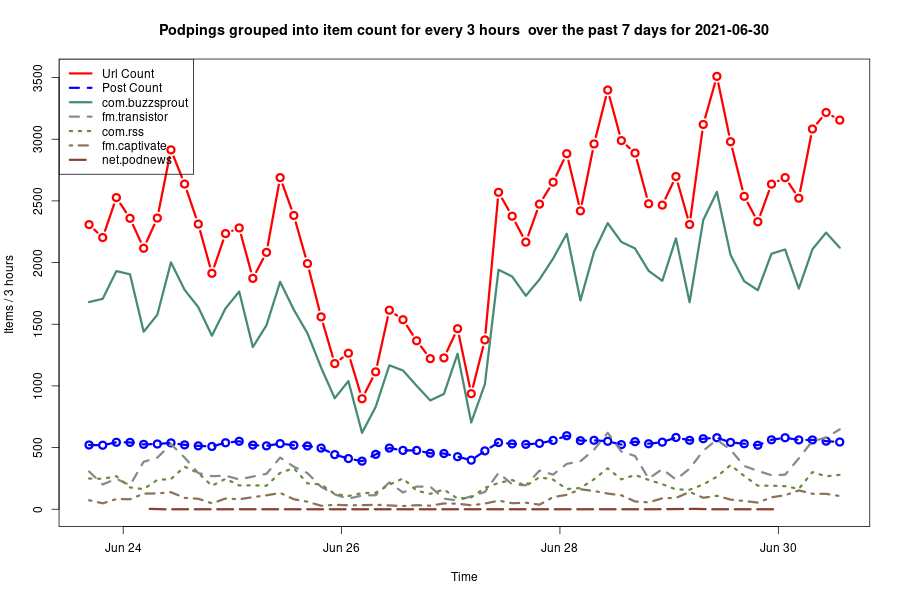 Podpings grouped into item count for every 3 hours  over the past 7 days for 2021-06-30
Url Count
Post Count
com.buzzsprout
fm.transistor
com.rss
fm.captivate
net.podnews
Items / 3 hours
3500
3000
2500
2000
1500
1000
500
0
Jun 24
Jun 26
Jun 28
Jun 30
Time